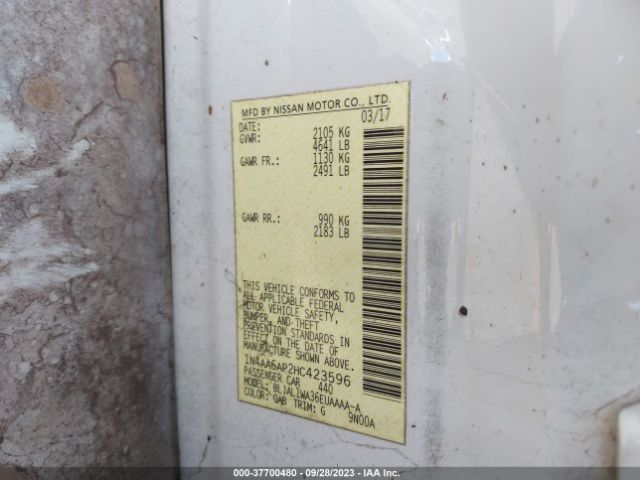 MFD BY NISSAN MOTOR CO., LTD.
DATE: 03/17
GVWR: 2105 KG
4641 LB
GAWR FR.: 1130 KG
2491 LB
GAWR RR.: 990 KG
2183 LB
THIS VEHICLE CONFORMS TO
ALL APPLICABLE FEDERAL
MOTOR VEHICLE SAFETY,
BUMPER, AND THEFT
PREVENTION STANDARDS IN
EFFECT ON THE DATE OF
MANUFACTURE SHOWN ABOVE.
1N4AA6AP2HC423596
PASSENGER CAR 440
MODEL: BLJALWA36EUAAAA-A
COLOR: QAB TRIM: G 9N00A
000-37700480 - 09/28/2023 - IAA Inc.